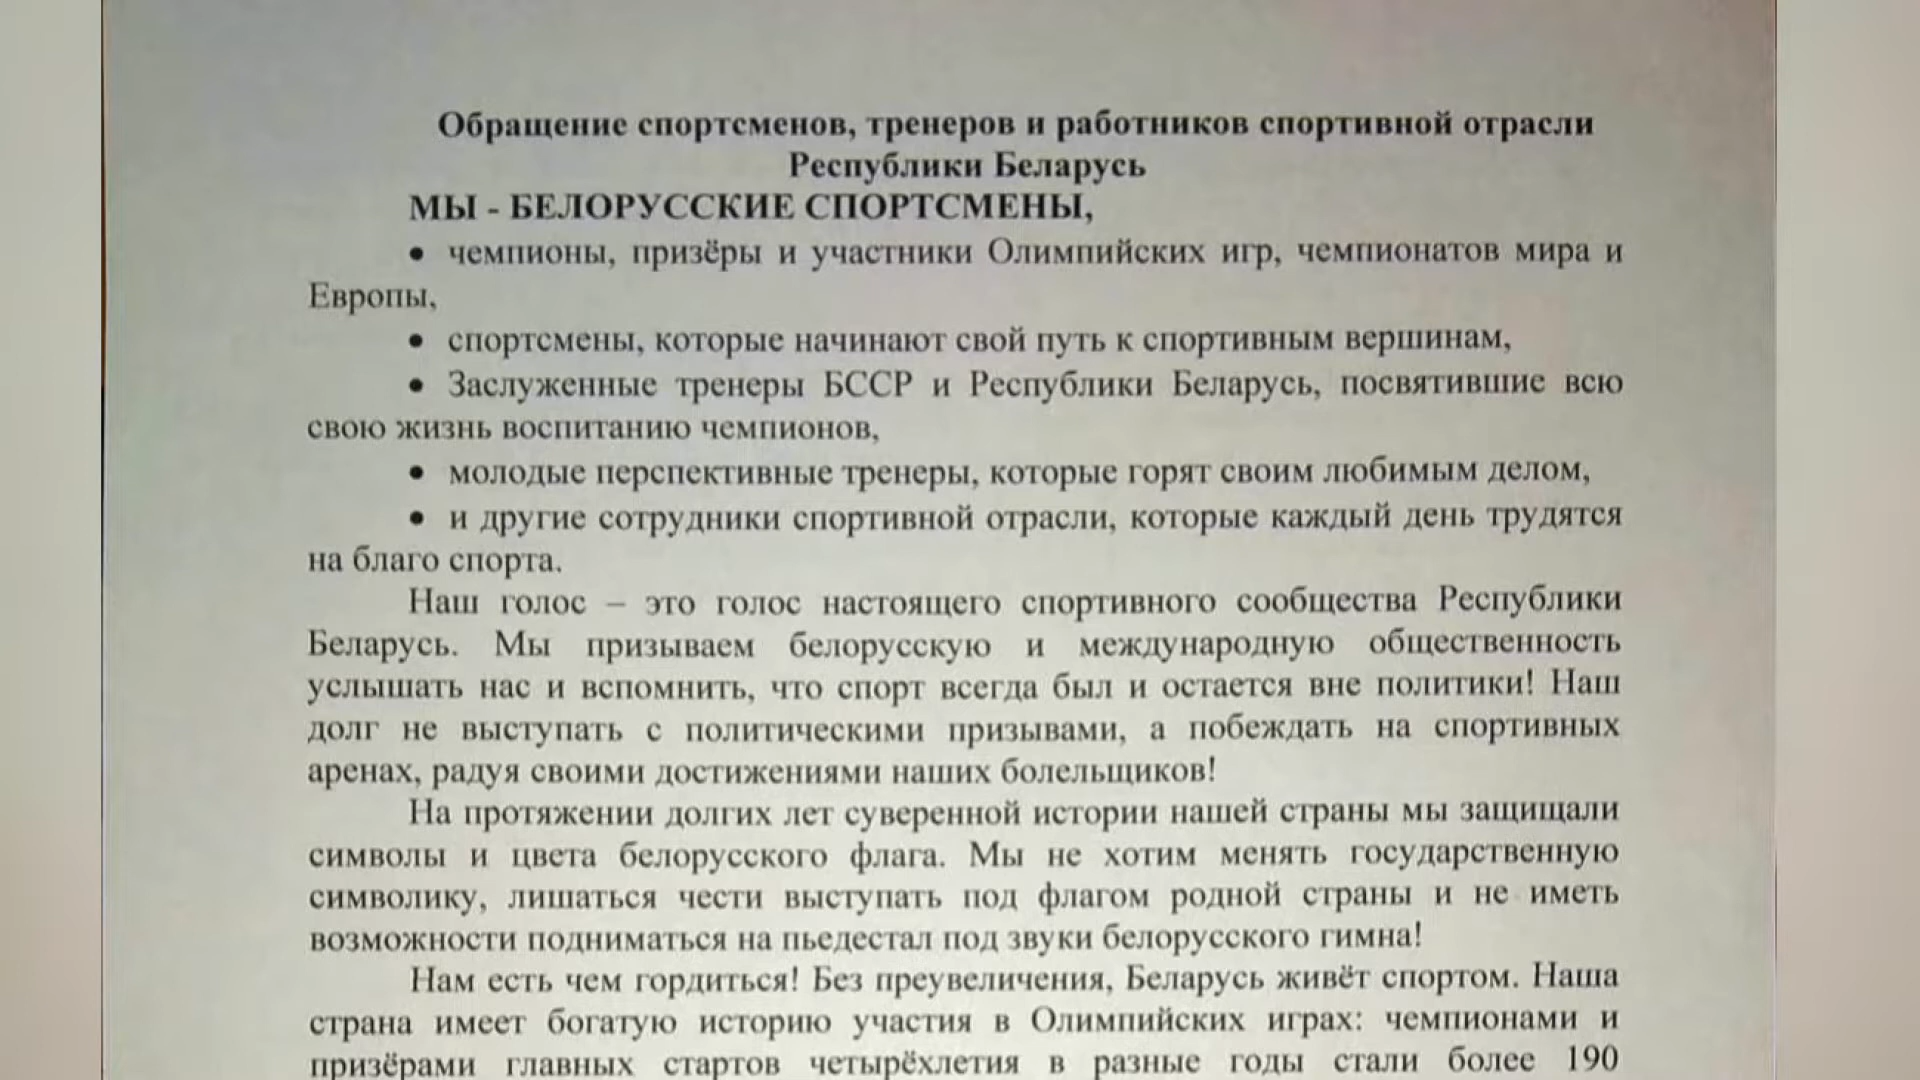 Обращение спортсменов, тренеров и работников спортивной отрасли
Республики Беларусь
МЫ - БЕЛОРУССКИЕ СПОРТСМЕНЫ,
• чемпионы, призёры и участники Олимпийских игр, чемпионатов мира и
Европы,
• спортсмены, которые начинают свой путь к спортивным вершинам,
• Заслуженные тренеры БССР и Республики Беларусь, посвятившие всю
свою жизнь воспитанию чемпионов,
• молодые перспективные тренеры, которые горят своим любимым делом,
• и другие сотрудники спортивной отрасли, которые каждый день трудятся
на благо спорта.
Наш голос – это голос настоящего спортивного сообщества Республики
Беларусь. Мы призываем белорусскую и международную общественность
услышать нас и вспомнить, что спорт всегда был и остается вне политики! Наш
долг не выступать с политическими призывами, а побеждать на спортивных
аренах, радуя своими достижениями наших болельщиков!
На протяжении долгих лет суверенной истории нашей страны мы защищали
символы и цвета белорусского флага. Мы не хотим менять государственную
символику, лишаться чести выступать под флагом родной страны и не иметь
возможности подниматься на пьедестал под звуки белорусского гимна!
Нам есть чем гордиться! Без преувеличения, Беларусь живёт спортом. Наша
страна имеет богатую историю участия в Олимпийских играх: чемпионами и
призёрами главных стартов четырёхлетия в разные годы стали более 190